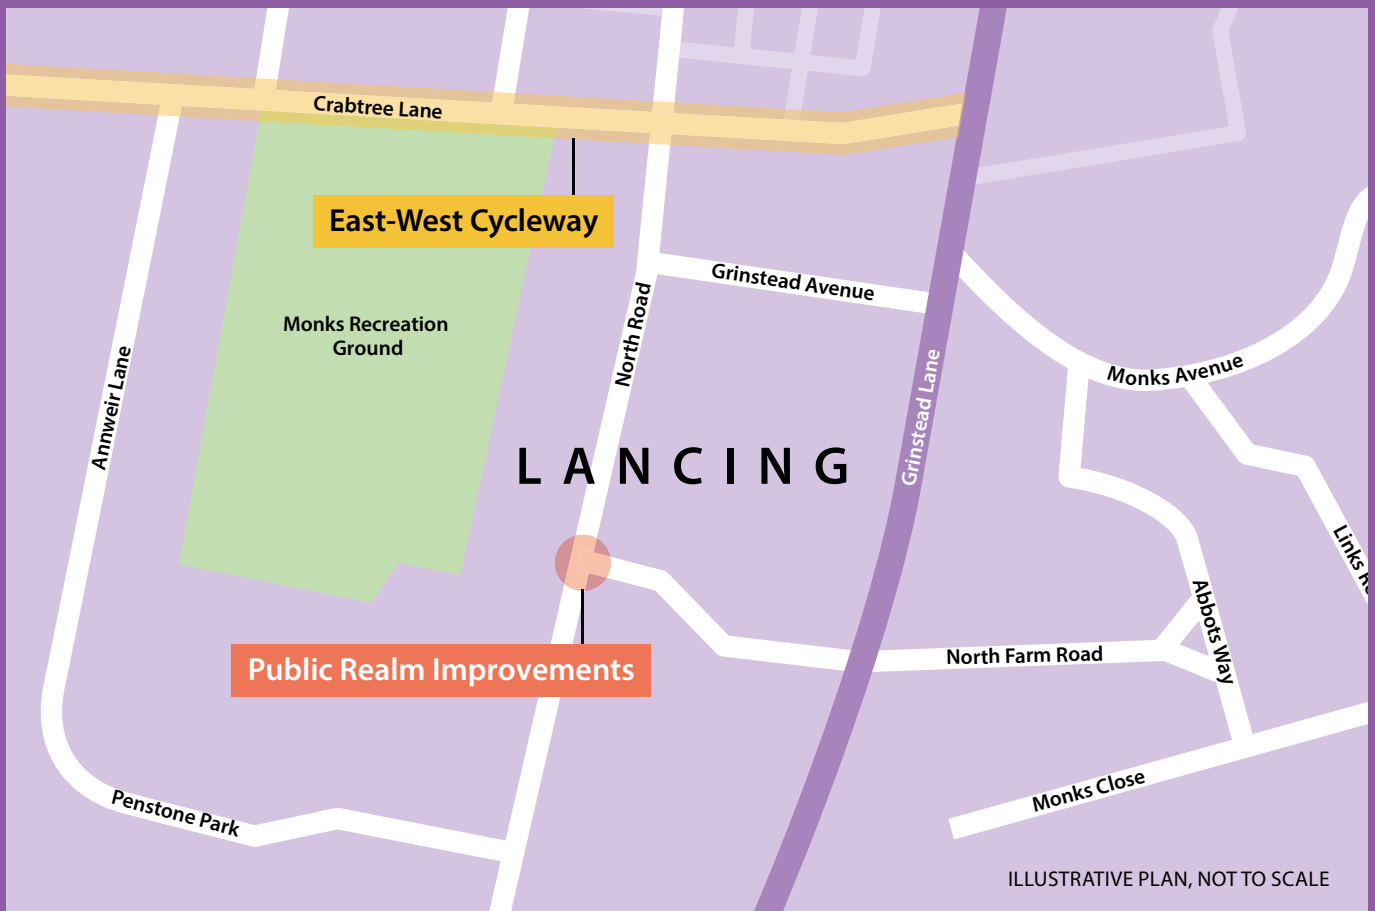 Crabtree Lane
East-West Cycleway
Grinstead Avenue
Monks Recreation
Ground
North Road
Annweir Lane
Grinstead Lane
Monks Avenue
LANCING
Links
Abbots Way
North Farm Road
Public Realm Improvements
Monks Close
Penstone Park
ILLUSTRATIVE PLAN, NOT TO SCALE